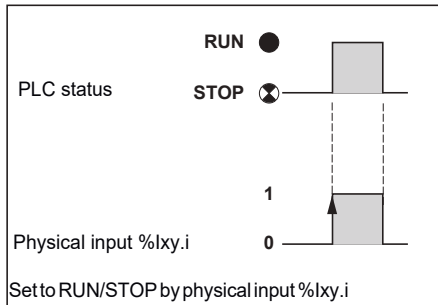 RUN
PLC status
STOP
1
Physical input %Ixy.i
0
Set to RUN/STOP by physical input %Ixy.i